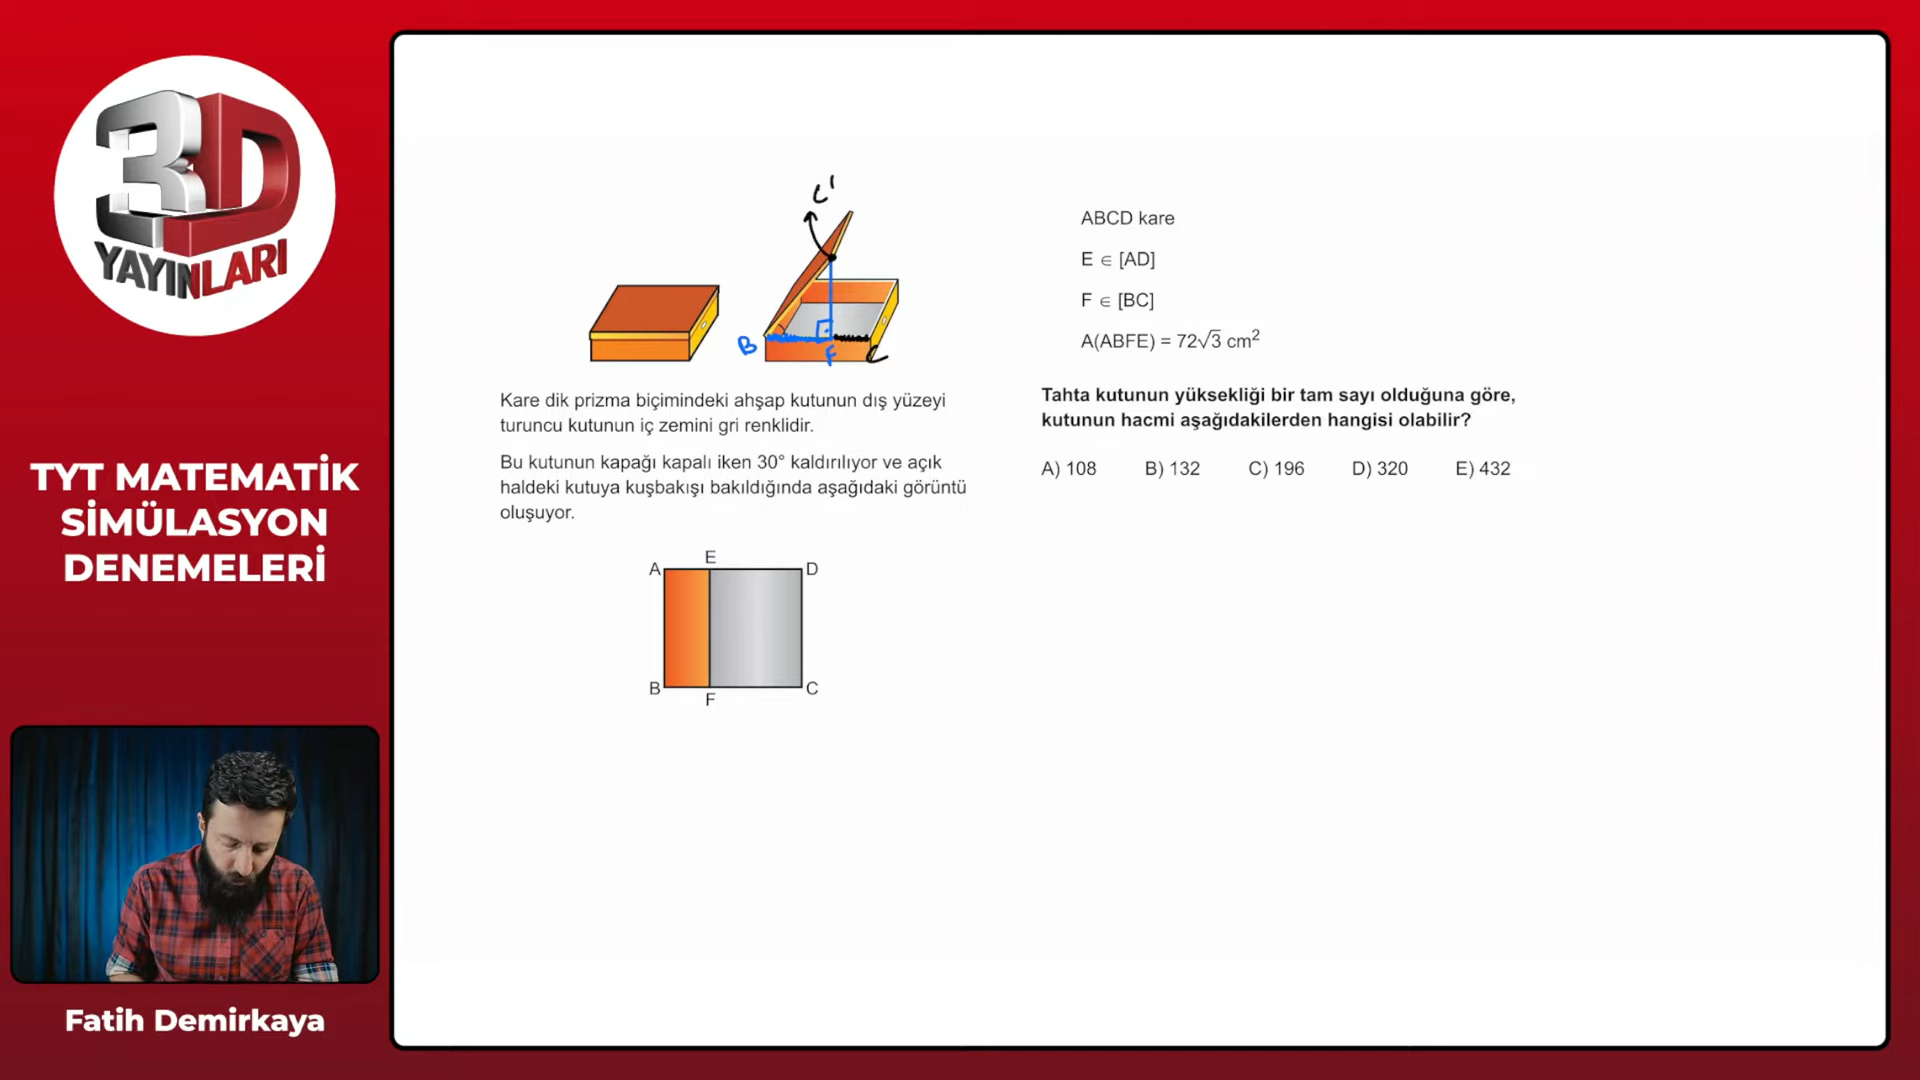 3D
YAYINLARI
TYT MATEMATİK
SİMÜLASYON
DENEMELERİ
Fatih Demirkaya
C'
B
F
C
Kare dik prizma biçimindeki ahşap kutunun dış yüzeyi
turuncu kutunun iç zemini gri renklidir.
Bu kutunun kapağı kapalı iken 30° kaldırılıyor ve açık
haldeki kutuya kuşbakışı bakıldığında aşağıdaki görüntü
oluşuyor.
E
A D
B C
F
ABCD kare
E ∈ [AD]
F ∈ [BC]
A(ABFE) = 72√3 cm²
Tahta kutunun yüksekliği bir tam sayı olduğuna göre,
kutunun hacmi aşağıdakilerden hangisi olabilir?
A) 108 B) 132 C) 196 D) 320 E) 432